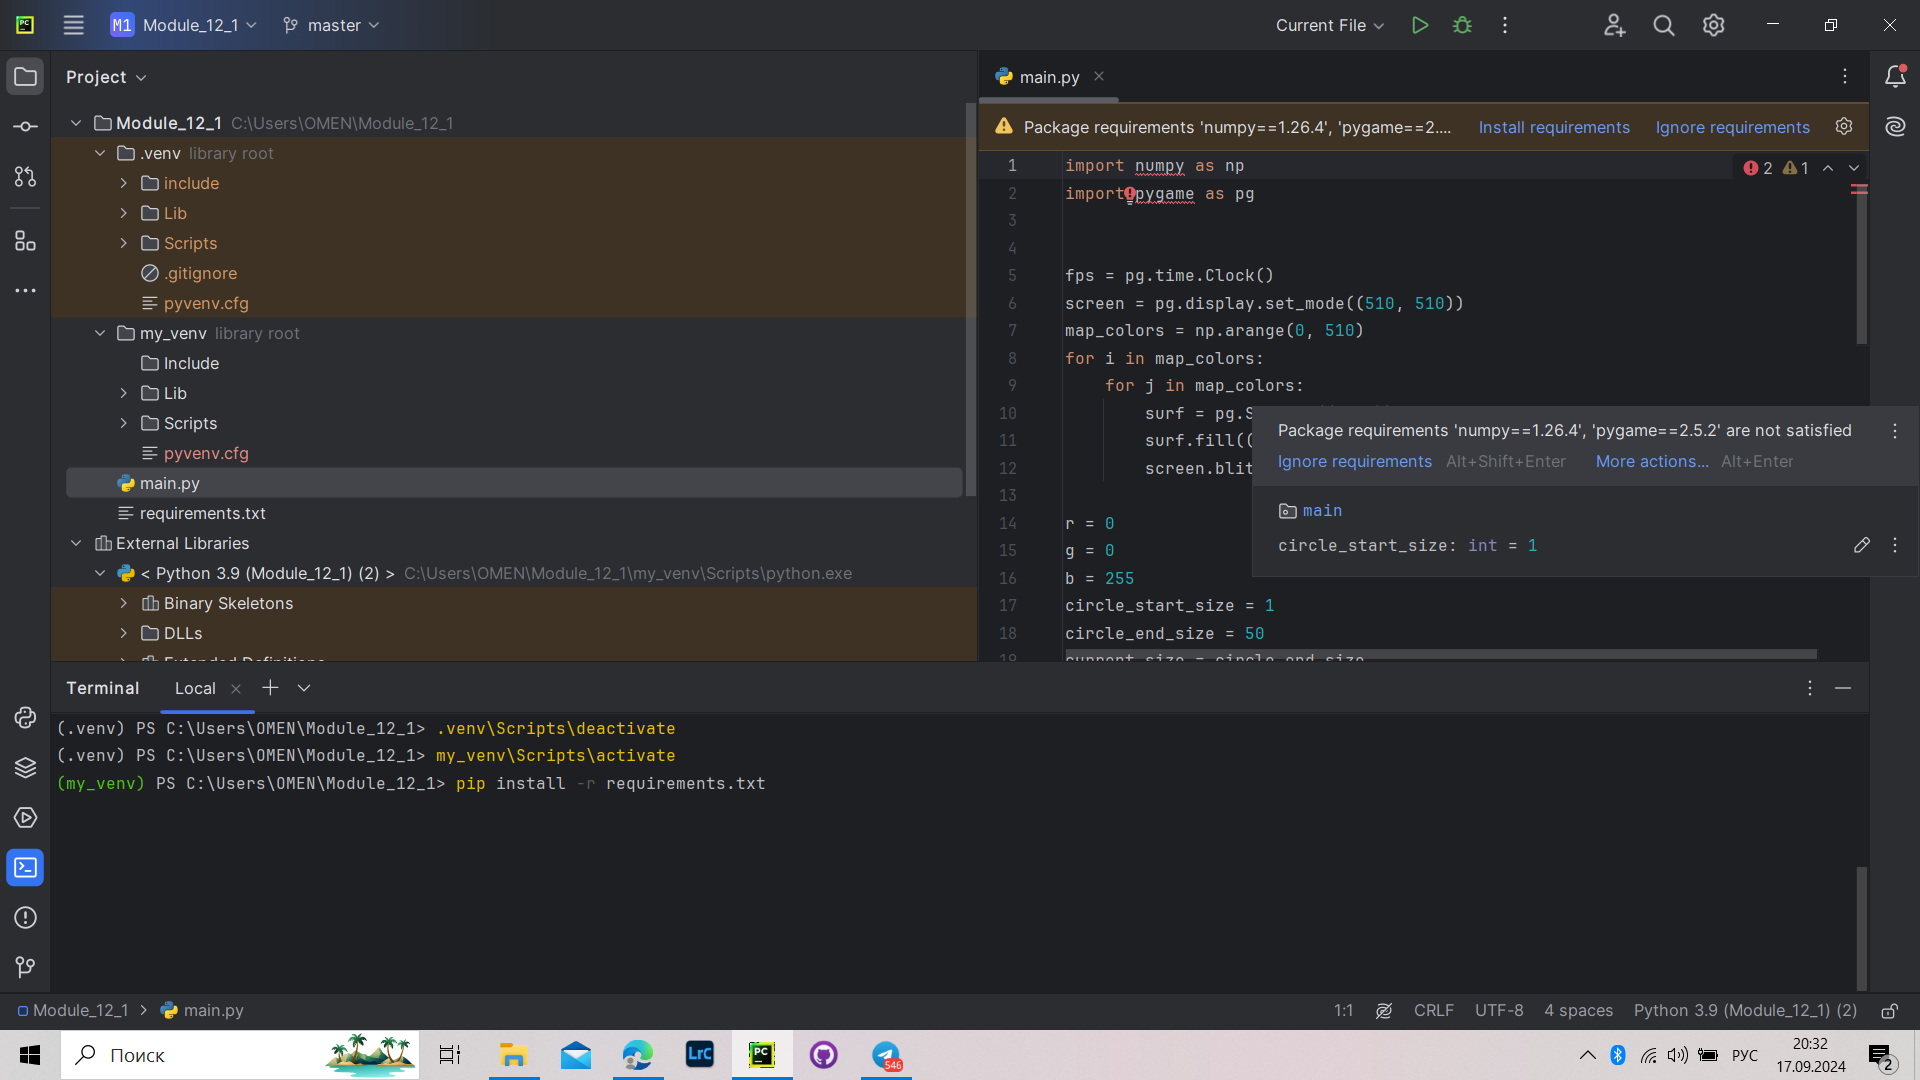 M1 Module_12_1 master Current File
Project
Module_12_1 C:\Users\OMEN\Module_12_1
.venv library root
include
Lib
Scripts
.gitignore
pyvenv.cfg
my_venv library root
Include
Lib
Scripts
pyvenv.cfg
main.py
requirements.txt
External Libraries
< Python 3.9 (Module_12_1) (2) > C:\Users\OMEN\Module_12_1\my_venv\Scripts\python.exe
Binary Skeletons
DLLs
Extended Definitions
main.py
Package requirements 'numpy==1.26.4', 'pygame==2.... Install requirements Ignore requirements
2 1
1 import numpy as np
2 import pygame as pg
3
4
5 fps = pg.time.Clock()
6 screen = pg.display.set_mode((510, 510))
7 map_colors = np.arange(0, 510)
8 for i in map_colors:
9 for j in map_colors:
10 surf = pg.S
11 surf.fill((
12 screen.blit
13
14 r = 0
15 g = 0
16 b = 255
17 circle_start_size = 1
18 circle_end_size = 50
19 current_size = circle_end_size
Package requirements 'numpy==1.26.4', 'pygame==2.5.2' are not satisfied
Ignore requirements Alt+Shift+Enter More actions... Alt+Enter
main
circle_start_size: int = 1
Terminal Local
(.venv) PS C:\Users\OMEN\Module_12_1> .venv\Scripts\deactivate
(.venv) PS C:\Users\OMEN\Module_12_1> my_venv\Scripts\activate
(my_venv) PS C:\Users\OMEN\Module_12_1> pip install -r requirements.txt
Module_12_1 > main.py
1:1 CRLF UTF-8 4 spaces Python 3.9 (Module_12_1) (2)
Поиск
LrC
PC
546
РУС
20:32
17.09.2024
2